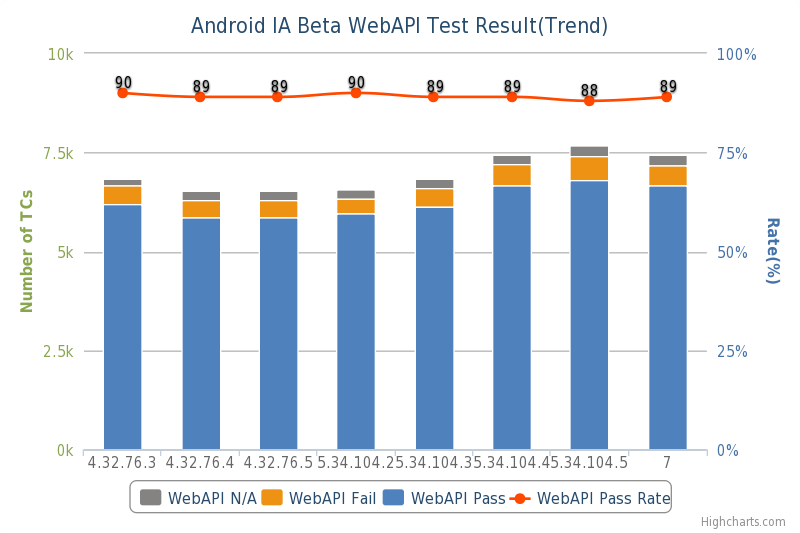 Android IA Beta WebAPI Test Result(Trend)
10k
7.5k
5k
2.5k
0k
Number of TCs
100%
75%
50%
25%
0%
Rate(%)
90 89 89 90 89 89 88 89
4.32.76.3 4.32.76.4 4.32.76.5 5.34.104.2 5.34.104.3 5.34.104.4 5.34.104.5 7
WebAPI N/A WebAPI Fail WebAPI Pass WebAPI Pass Rate
Highcharts.com